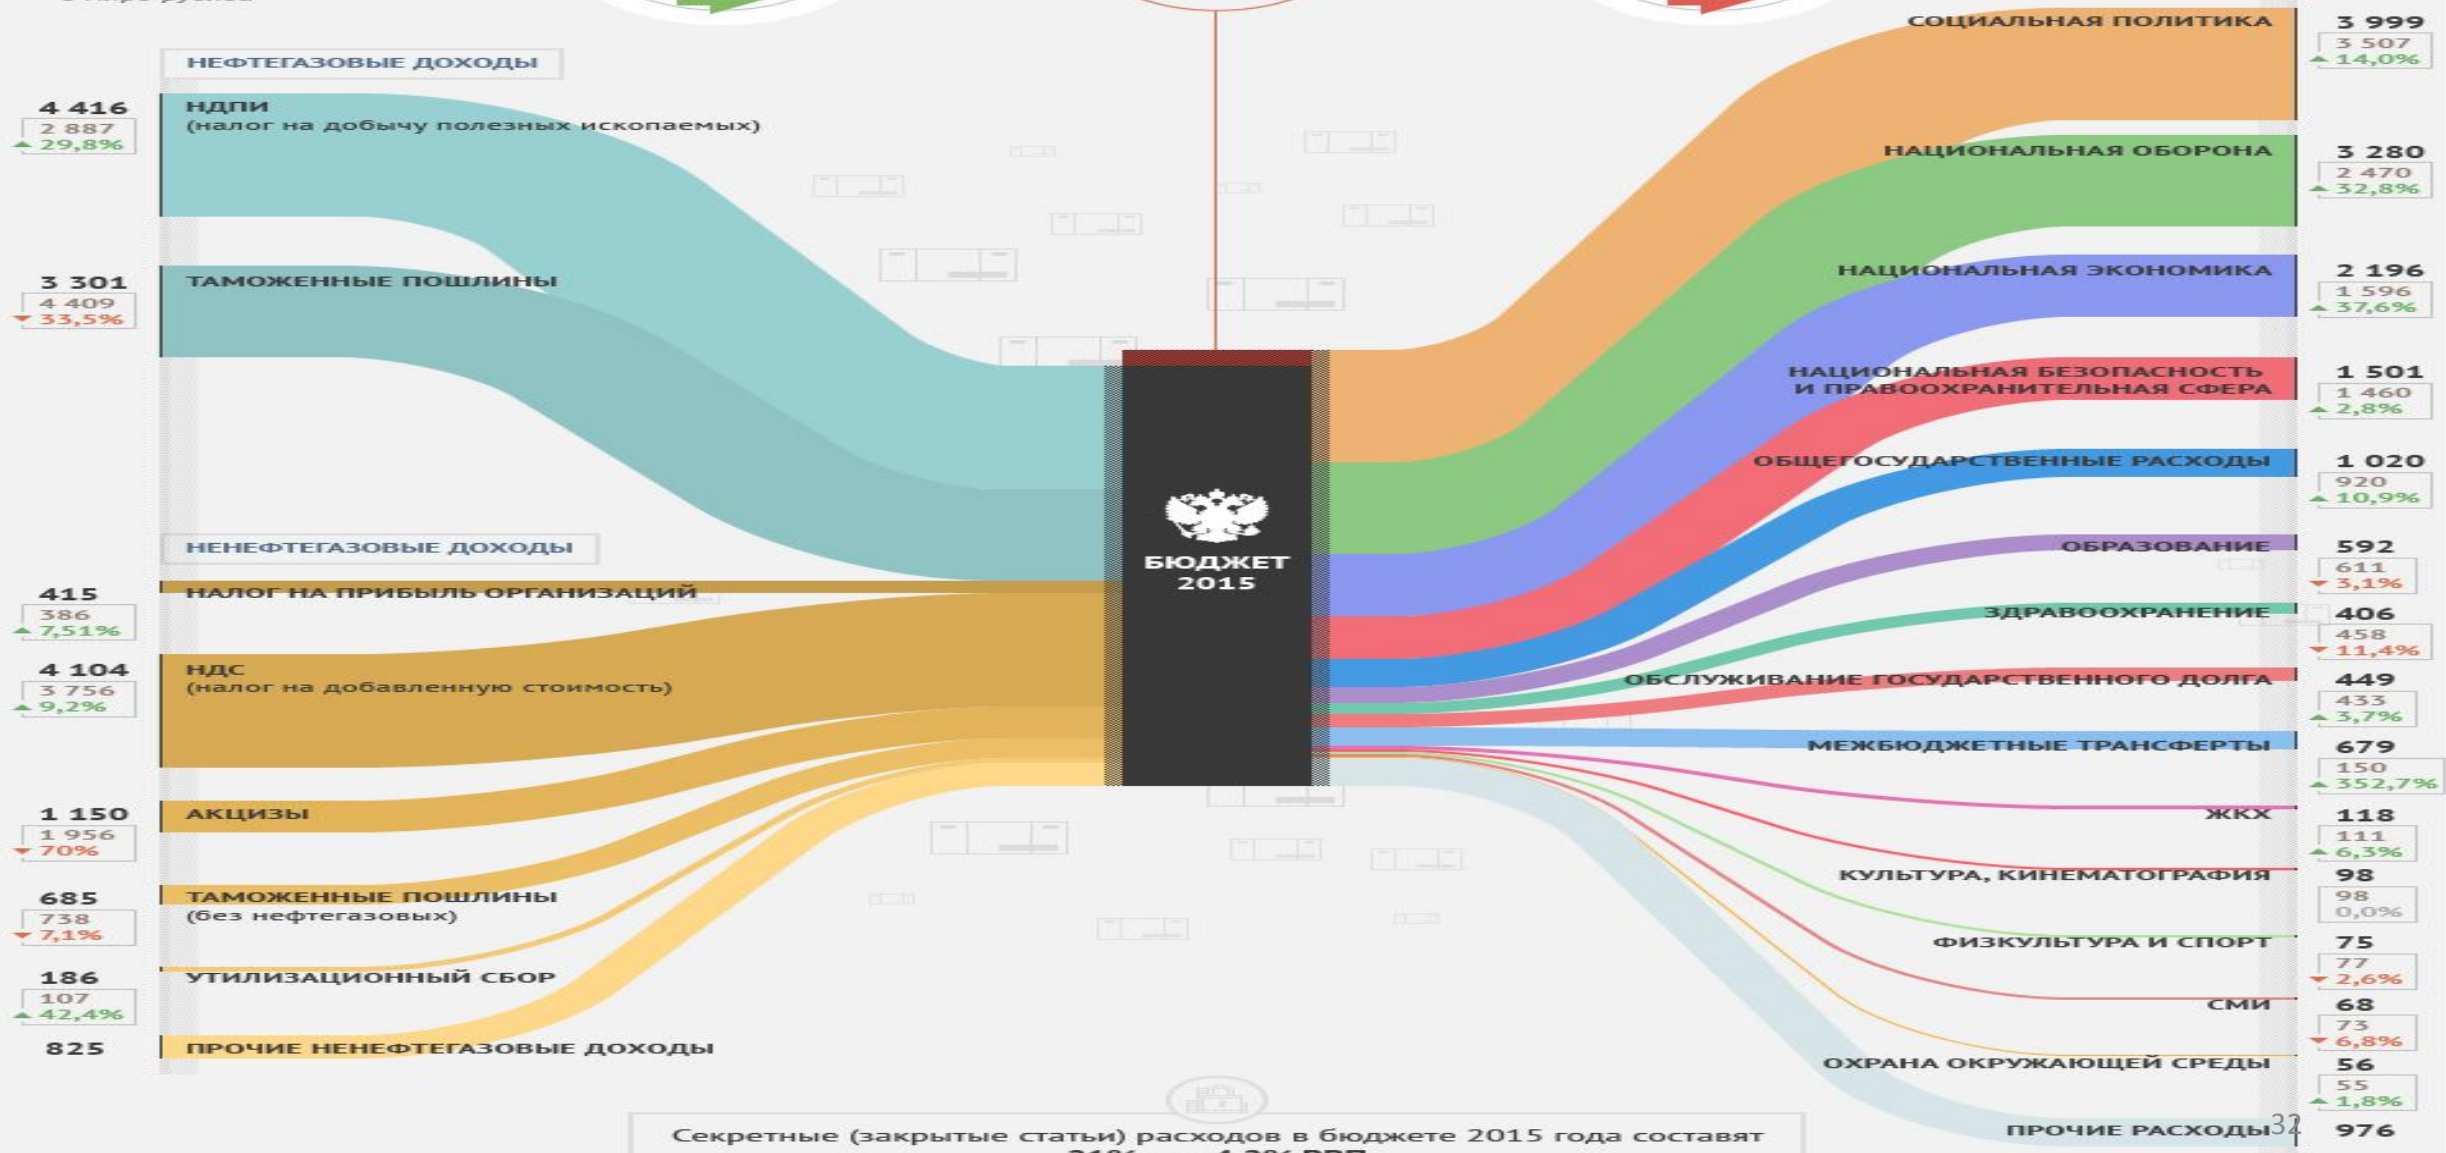 НЕФТЕГАЗОВЫЕ ДОХОДЫ
4 416
2 887
29,8%
НДПИ
(налог на добычу полезных ископаемых)
3 301
4 409
33,5%
ТАМОЖЕННЫЕ ПОШЛИНЫ
НЕНЕФТЕГАЗОВЫЕ ДОХОДЫ
415
386
7,51%
НАЛОГ НА ПРИБЫЛЬ ОРГАНИЗАЦИЙ
4 104
3 756
9,2%
НДС
(налог на добавленную стоимость)
1 150
1 956
70%
АКЦИЗЫ
685
738
7,1%
ТАМОЖЕННЫЕ ПОШЛИНЫ
(без нефтегазовых)
186
107
42,4%
УТИЛИЗАЦИОННЫЙ СБОР
825
ПРОЧИЕ НЕНЕФТЕГАЗОВЫЕ ДОХОДЫ
БЮДЖЕТ
2015
СОЦИАЛЬНАЯ ПОЛИТИКА
3 999
3 507
14,0%
НАЦИОНАЛЬНАЯ ОБОРОНА
3 280
2 470
32,8%
НАЦИОНАЛЬНАЯ ЭКОНОМИКА
2 196
1 596
37,6%
НАЦИОНАЛЬНАЯ БЕЗОПАСНОСТЬ
И ПРАВООХРАНИТЕЛЬНАЯ СФЕРА
1 501
1 460
2,8%
ОБЩЕГОСУДАРСТВЕННЫЕ РАСХОДЫ
1 020
920
10,9%
ОБРАЗОВАНИЕ
592
611
3,1%
ЗДРАВООХРАНЕНИЕ
406
458
11,4%
ОБСЛУЖИВАНИЕ ГОСУДАРСТВЕННОГО ДОЛГА
449
433
3,7%
МЕЖБЮДЖЕТНЫЕ ТРАНСФЕРТЫ
679
150
352,7%
ЖКХ
118
111
6,3%
КУЛЬТУРА, КИНЕМАТОГРАФИЯ
98
98
0,0%
ФИЗКУЛЬТУРА И СПОРТ
75
77
2,6%
СМИ
68
73
6,8%
ОХРАНА ОКРУЖАЮЩЕЙ СРЕДЫ
56
55
1,8%
ПРОЧИЕ РАСХОДЫ
976
32
Секретные (закрытые статьи) расходов в бюджете 2015 года составят